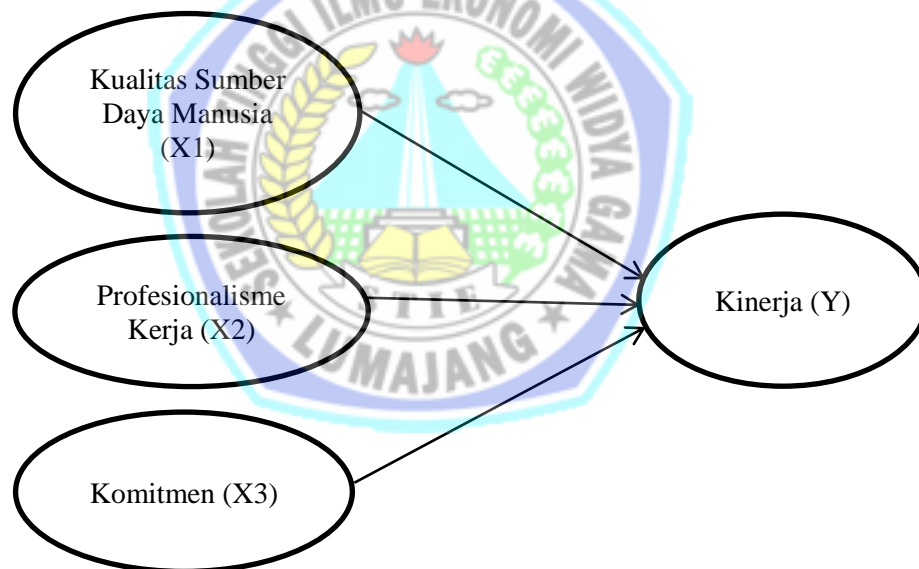 SEKOLAH TINGGI ILMU EKONOMI WIDYA GAMA
Kualitas Sumber
Daya Manusia
(X1)
Profesionalisme
Kerja (X2)
Komitmen (X3)
Kinerja (Y)
STIE
LUMAJANG